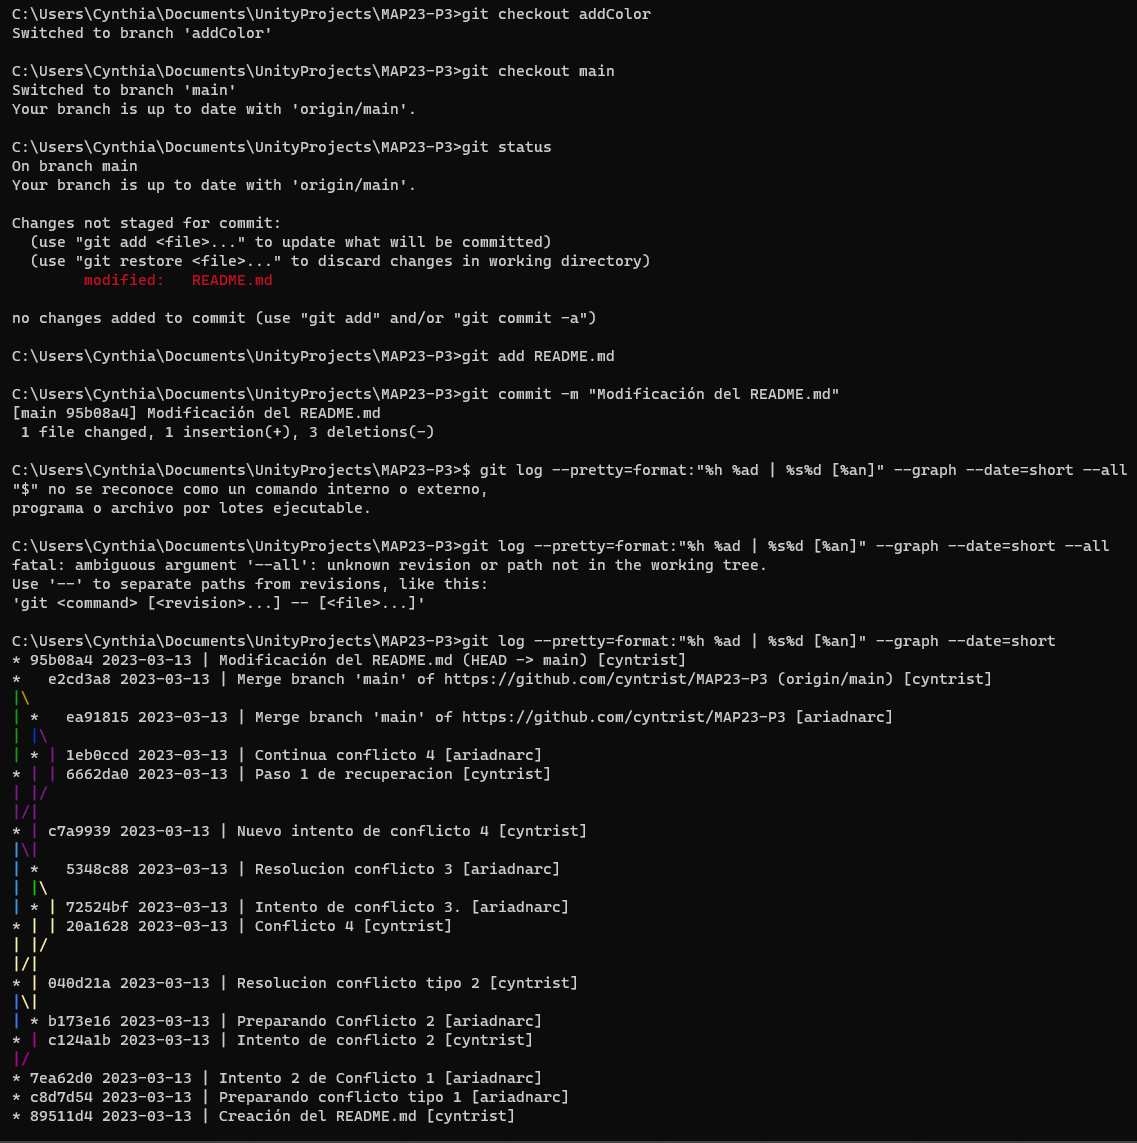 C:\Users\Cynthia\Documents\UnityProjects\MAP23-P3>git checkout addColor
Switched to branch 'addColor'

C:\Users\Cynthia\Documents\UnityProjects\MAP23-P3>git checkout main
Switched to branch 'main'
Your branch is up to date with 'origin/main'.

C:\Users\Cynthia\Documents\UnityProjects\MAP23-P3>git status
On branch main
Your branch is up to date with 'origin/main'.

Changes not staged for commit:
  (use "git add <file>..." to update what will be committed)
  (use "git restore <file>..." to discard changes in working directory)
        modified:   README.md

no changes added to commit (use "git add" and/or "git commit -a")

C:\Users\Cynthia\Documents\UnityProjects\MAP23-P3>git add README.md

C:\Users\Cynthia\Documents\UnityProjects\MAP23-P3>git commit -m "Modificación del README.md"
[main 95b08a4] Modificación del README.md
 1 file changed, 1 insertion(+), 3 deletions(-)

C:\Users\Cynthia\Documents\UnityProjects\MAP23-P3>$ git log --pretty=format:"%h %ad | %s%d [%an]" --graph --date=short --all
"$" no se reconoce como un comando interno o externo,
programa o archivo por lotes ejecutable.

C:\Users\Cynthia\Documents\UnityProjects\MAP23-P3>git log --pretty=format:"%h %ad | %s%d [%an]" --graph --date=short --all
fatal: ambiguous argument '--all': unknown revision or path not in the working tree.
Use '--' to separate paths from revisions, like this:
'git <command> [<revision>...] -- [<file>...]'

C:\Users\Cynthia\Documents\UnityProjects\MAP23-P3>git log --pretty=format:"%h %ad | %s%d [%an]" --graph --date=short
* 95b08a4 2023-03-13 | Modificación del README.md (HEAD -> main) [cyntrist]
*   e2cd3a8 2023-03-13 | Merge branch 'main' of https://github.com/cyntrist/MAP23-P3 (origin/main) [cyntrist]
|\
| *   ea91815 2023-03-13 | Merge branch 'main' of https://github.com/cyntrist/MAP23-P3 [ariadnarc]
| |\
| * | 1eb0ccd 2023-03-13 | Continua conflicto 4 [ariadnarc]
* | | 6662da0 2023-03-13 | Paso 1 de recuperacion [cyntrist]
| |/
|/|
* | c7a9939 2023-03-13 | Nuevo intento de conflicto 4 [cyntrist]
|\|
| *   5348c88 2023-03-13 | Resolucion conflicto 3 [ariadnarc]
| |\
| * | 72524bf 2023-03-13 | Intento de conflicto 3. [ariadnarc]
* | | 20a1628 2023-03-13 | Conflicto 4 [cyntrist]
| |/
|/|
* | 040d21a 2023-03-13 | Resolucion conflicto tipo 2 [cyntrist]
|\|
| * b173e16 2023-03-13 | Preparando Conflicto 2 [ariadnarc]
* | c124a1b 2023-03-13 | Intento de conflicto 2 [cyntrist]
|/
* 7ea62d0 2023-03-13 | Intento 2 de Conflicto 1 [ariadnarc]
* c8d7d54 2023-03-13 | Preparando conflicto tipo 1 [ariadnarc]
* 89511d4 2023-03-13 | Creación del README.md [cyntrist]